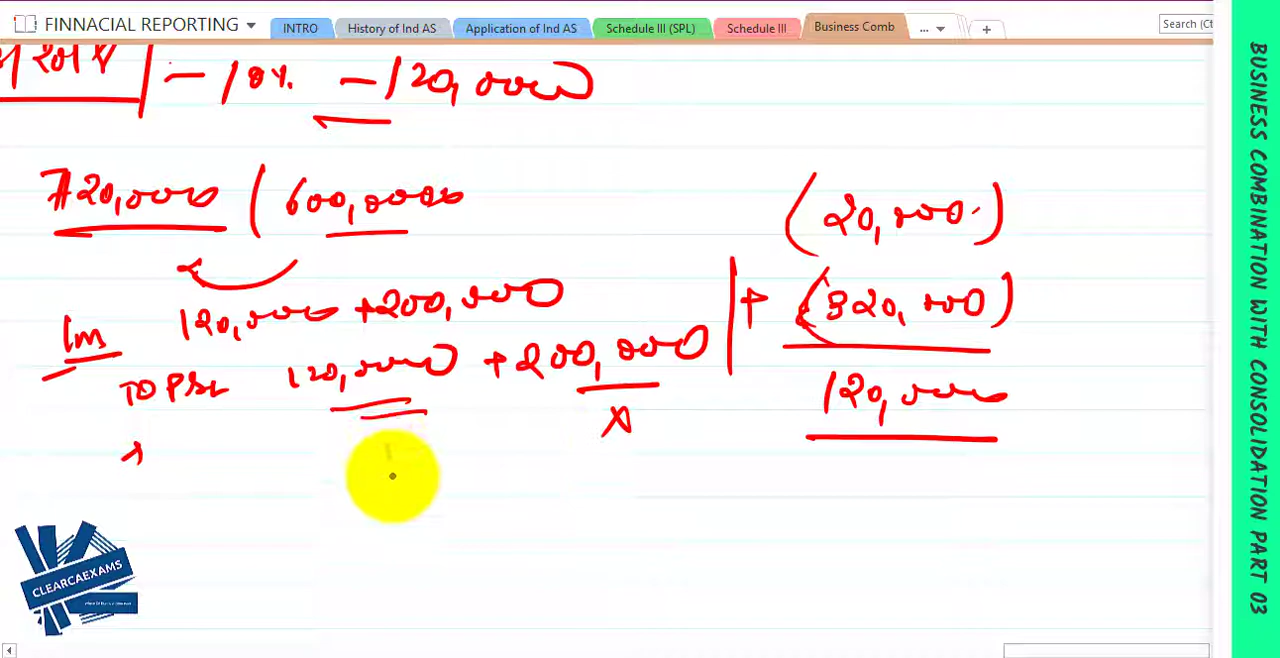 FINNACIAL REPORTING
INTRO
History of Ind AS
Application of Ind AS
Schedule III (SPL)
Schedule III
Business Comb
...
Search (Ct
2018 | - 10%. - 120,000
720,000 ( 600,000
(20,000)
120,000 + 200,000
+ (320,000)
Im
120,000 + 200,000
TO P&L
120,000
X
CLEARCAEXAMS
BUSINESS COMBINATION WITH CONSOLIDATION PART 03